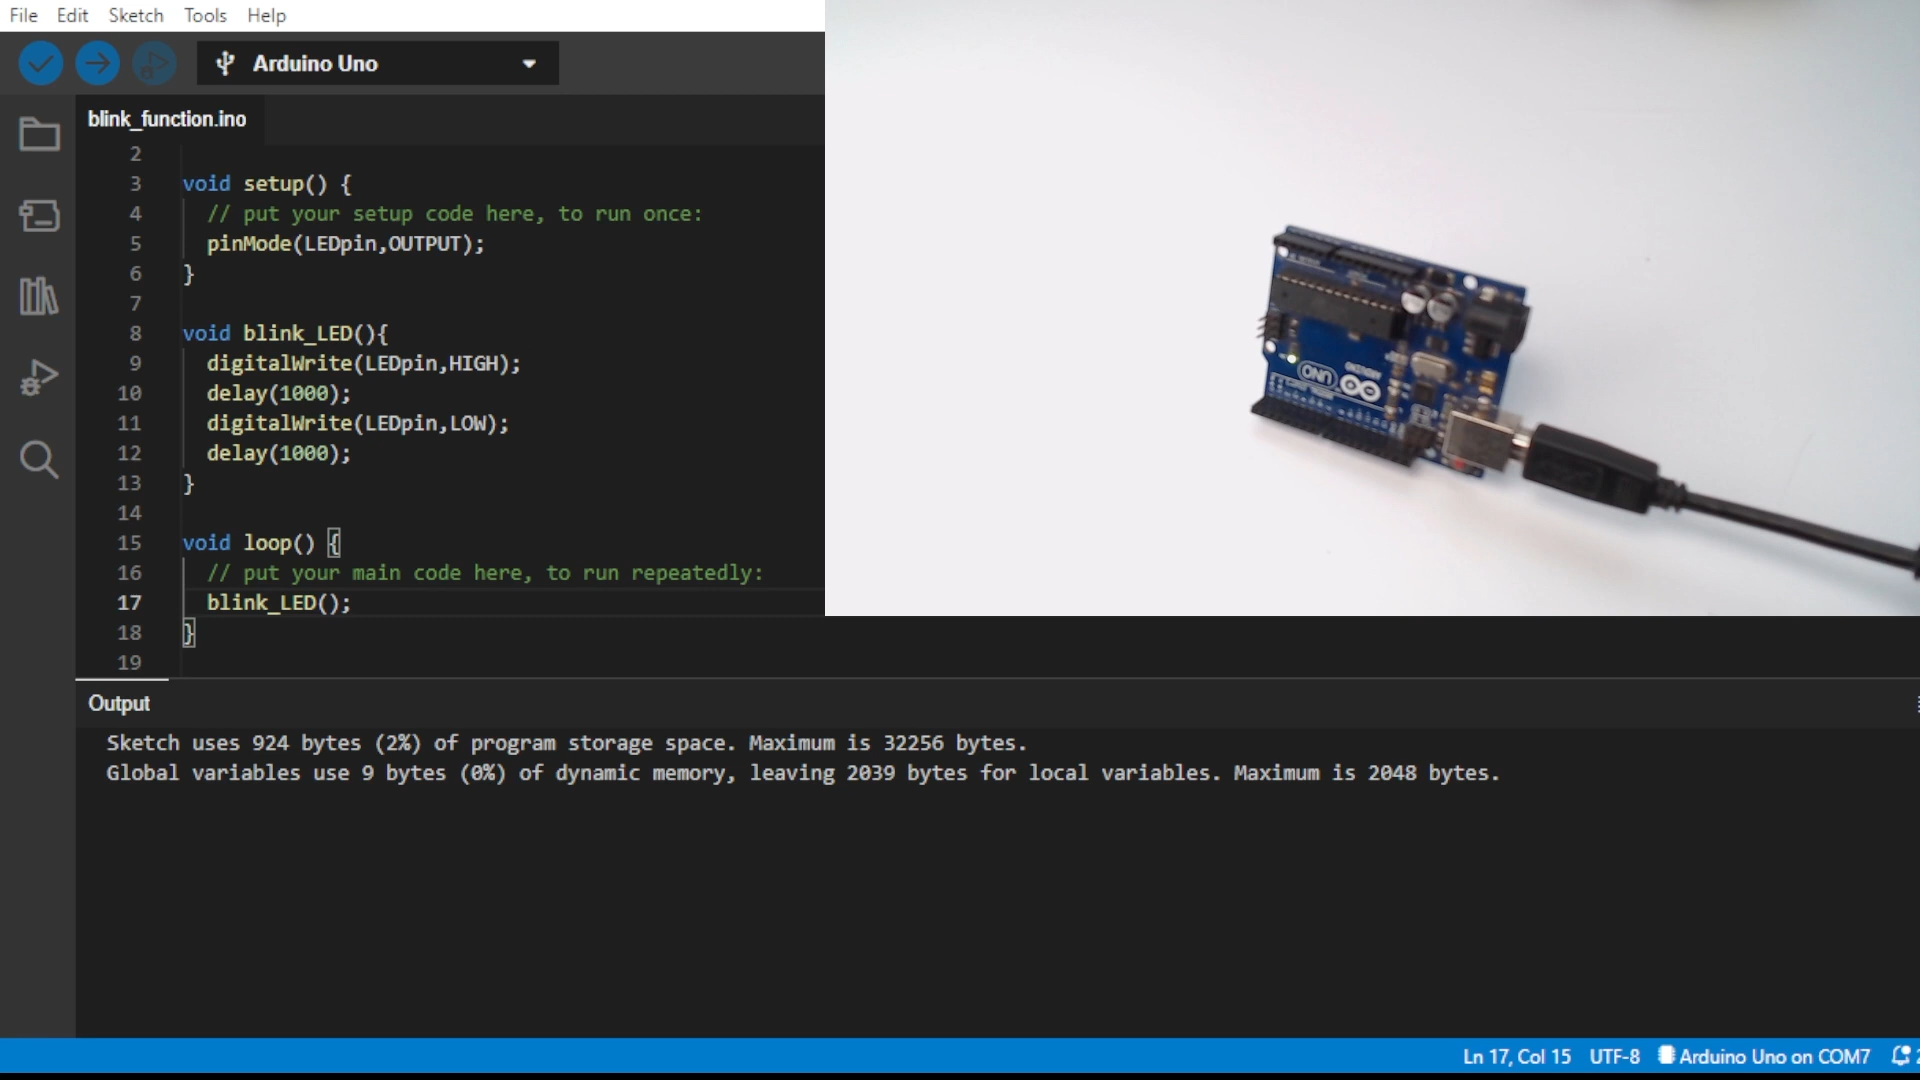 File Edit Sketch Tools Help
Arduino Uno
blink_function.ino
2
3 void setup() {
4 // put your setup code here, to run once:
5 pinMode(LEDpin,OUTPUT);
6 }
7
8 void blink_LED(){
9 digitalWrite(LEDpin,HIGH);
10 delay(1000);
11 digitalWrite(LEDpin,LOW);
12 delay(1000);
13 }
14
15 void loop() {
16 // put your main code here, to run repeatedly:
17 blink_LED();
18 }
19
UNO
ARDUINO
Output
Sketch uses 924 bytes (2%) of program storage space. Maximum is 32256 bytes.
Global variables use 9 bytes (0%) of dynamic memory, leaving 2039 bytes for local variables. Maximum is 2048 bytes.
Ln 17, Col 15 UTF-8 Arduino Uno on COM7 2